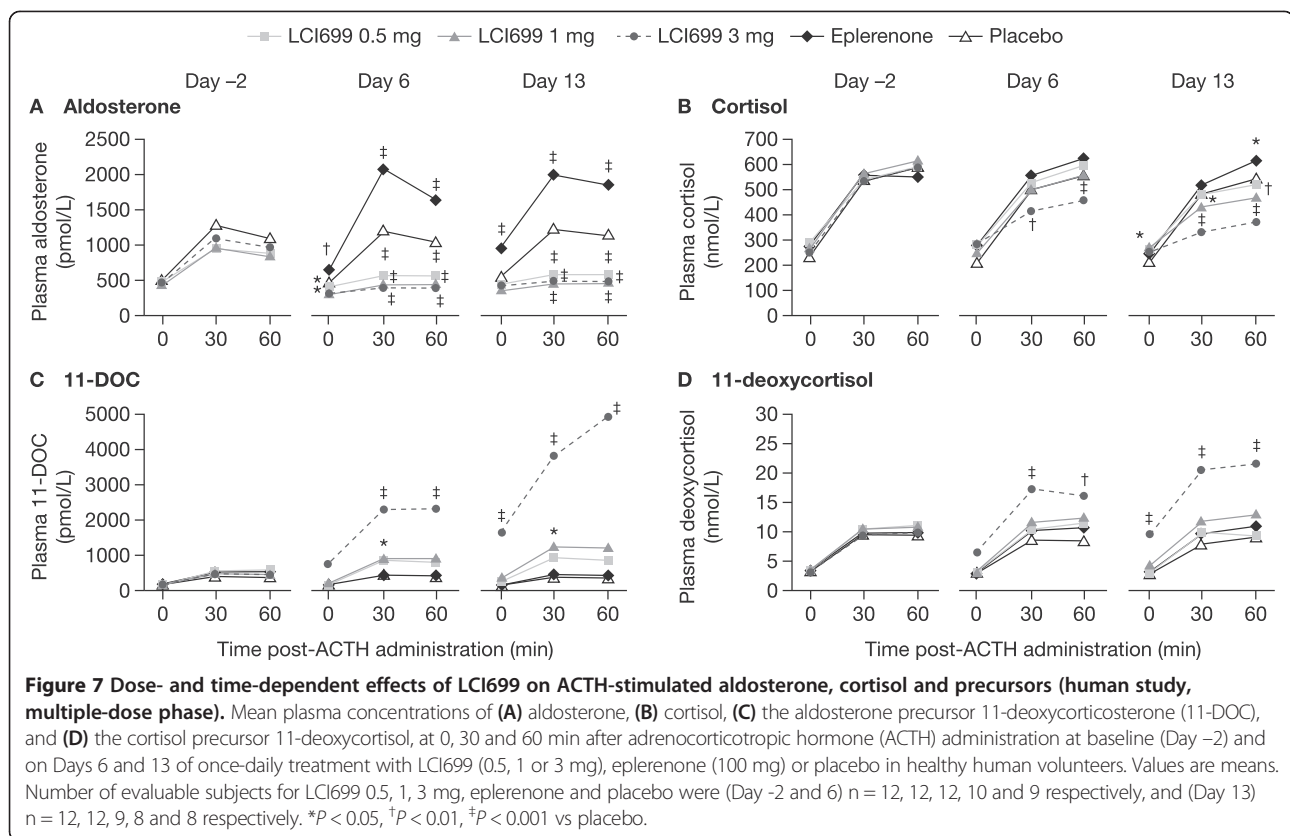 LCI699 0.5 mg LCI699 1 mg LCI699 3 mg Eplerenone Placebo
Day –2 Day 6 Day 13 Day –2 Day 6 Day 13
A Aldosterone
Plasma aldosterone
(pmol/L)
2500
2000
1500
1000
500
0
0 30 60 0 30 60 0 30 60
† ‡ ‡ * * ‡ ‡ ‡ ‡ ‡ ‡
‡ ‡ ‡ ‡ ‡ ‡ ‡ ‡ ‡
B Cortisol
Plasma cortisol
(nmol/L)
700
600
500
400
300
200
100
0
0 30 60 0 30 60 0 30 60
† ‡
* ‡ * * † ‡
C 11-DOC
Plasma 11-DOC
(pmol/L)
5000
4000
3000
2000
1000
0
0 30 60 0 30 60 0 30 60
‡ ‡ *
‡ ‡ ‡ *
Time post-ACTH administration (min)
D 11-deoxycortisol
Plasma deoxycortisol
(nmol/L)
30
25
20
15
10
5
0
0 30 60 0 30 60 0 30 60
‡ †
‡ ‡ ‡
Time post-ACTH administration (min)
Figure 7 Dose- and time-dependent effects of LCI699 on ACTH-stimulated aldosterone, cortisol and precursors (human study,
multiple-dose phase). Mean plasma concentrations of (A) aldosterone, (B) cortisol, (C) the aldosterone precursor 11-deoxycorticosterone (11-DOC),
and (D) the cortisol precursor 11-deoxycortisol, at 0, 30 and 60 min after adrenocorticotropic hormone (ACTH) administration at baseline (Day –2) and
on Days 6 and 13 of once-daily treatment with LCI699 (0.5, 1 or 3 mg), eplerenone (100 mg) or placebo in healthy human volunteers. Values are means.
Number of evaluable subjects for LCI699 0.5, 1, 3 mg, eplerenone and placebo were (Day -2 and 6) n = 12, 12, 12, 10 and 9 respectively, and (Day 13)
n = 12, 12, 9, 8 and 8 respectively. *P < 0.05, †P < 0.01, ‡P < 0.001 vs placebo.